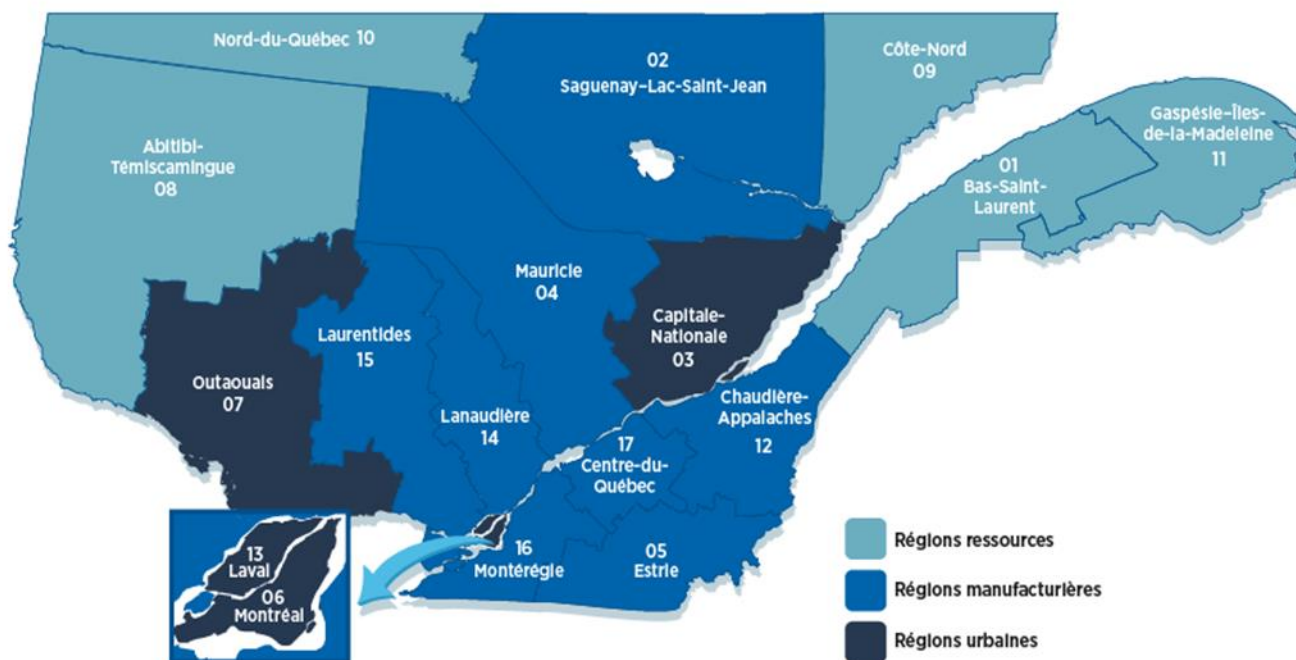 Nord-du-Québec 10
02
Saguenay–Lac-Saint-Jean
Côte-Nord
09
Gaspésie–Îles-
de-la-Madeleine
11
Abitibi-
Témiscamingue
08
01
Bas-Saint-
Laurent
Mauricie
04
Capitale-
Nationale
03
Laurentides
15
Outaouais
07
Lanaudière
14
Chaudière-
Appalaches
12
17
Centre-du-
Québec
16
Montérégie
05
Estrie
13
Laval
06
Montréal
Régions ressources
Régions manufacturières
Régions urbaines